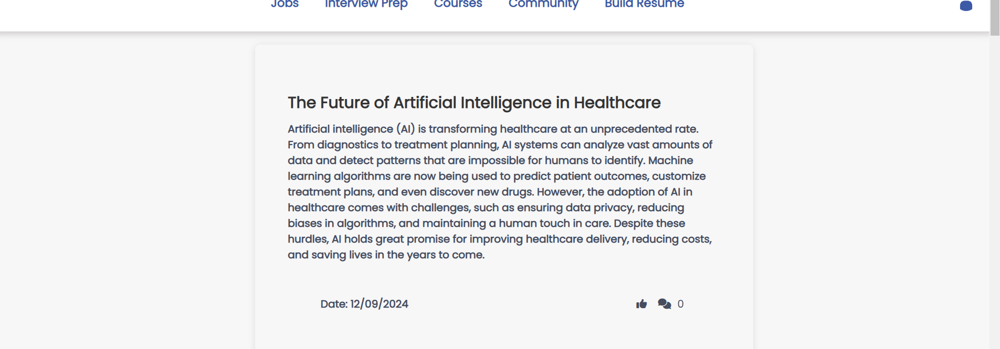 Jobs Interview Prep Courses Community Build Resume
The Future of Artificial Intelligence in Healthcare
Artificial intelligence (AI) is transforming healthcare at an unprecedented rate.
From diagnostics to treatment planning, AI systems can analyze vast amounts of
data and detect patterns that are impossible for humans to identify. Machine
learning algorithms are now being used to predict patient outcomes, customize
treatment plans, and even discover new drugs. However, the adoption of AI in
healthcare comes with challenges, such as ensuring data privacy, reducing
biases in algorithms, and maintaining a human touch in care. Despite these
hurdles, AI holds great promise for improving healthcare delivery, reducing costs,
and saving lives in the years to come.
Date: 12/09/2024 0